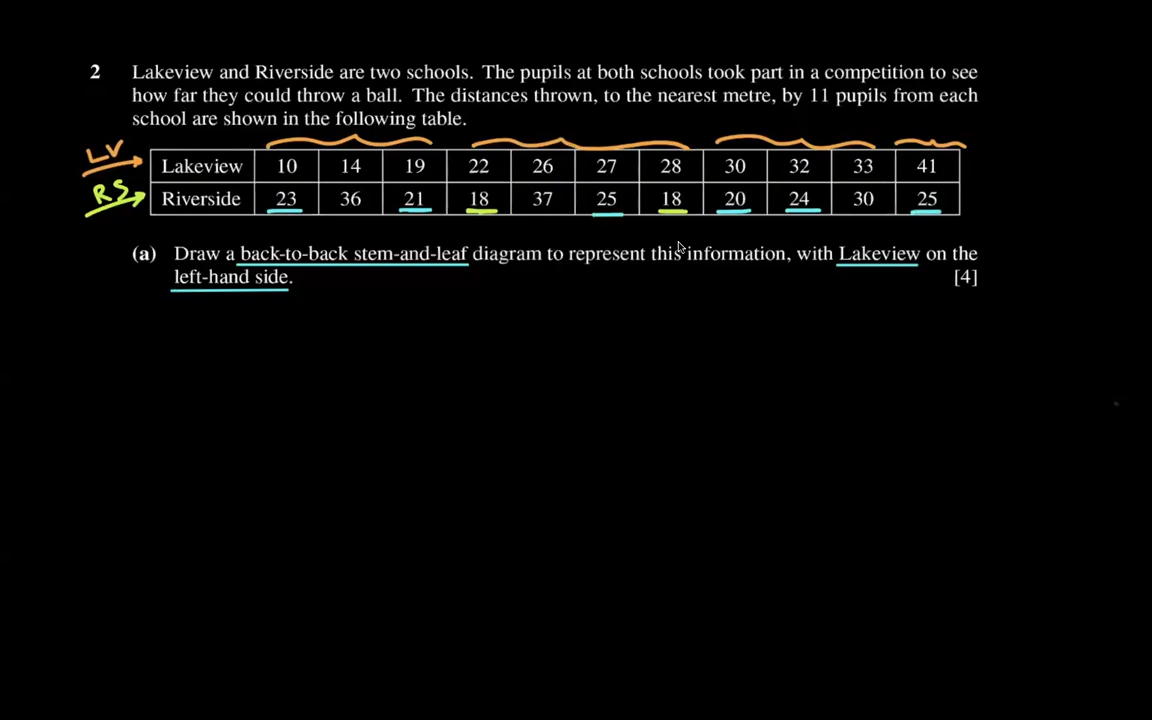 2 Lakeview and Riverside are two schools. The pupils at both schools took part in a competition to see
how far they could throw a ball. The distances thrown, to the nearest metre, by 11 pupils from each
school are shown in the following table.
LV
Lakeview 10 14 19 22 26 27 28 30 32 33 41
RS
Riverside 23 36 21 18 37 25 18 20 24 30 25
(a) Draw a back-to-back stem-and-leaf diagram to represent this information, with Lakeview on the
left-hand side. [4]